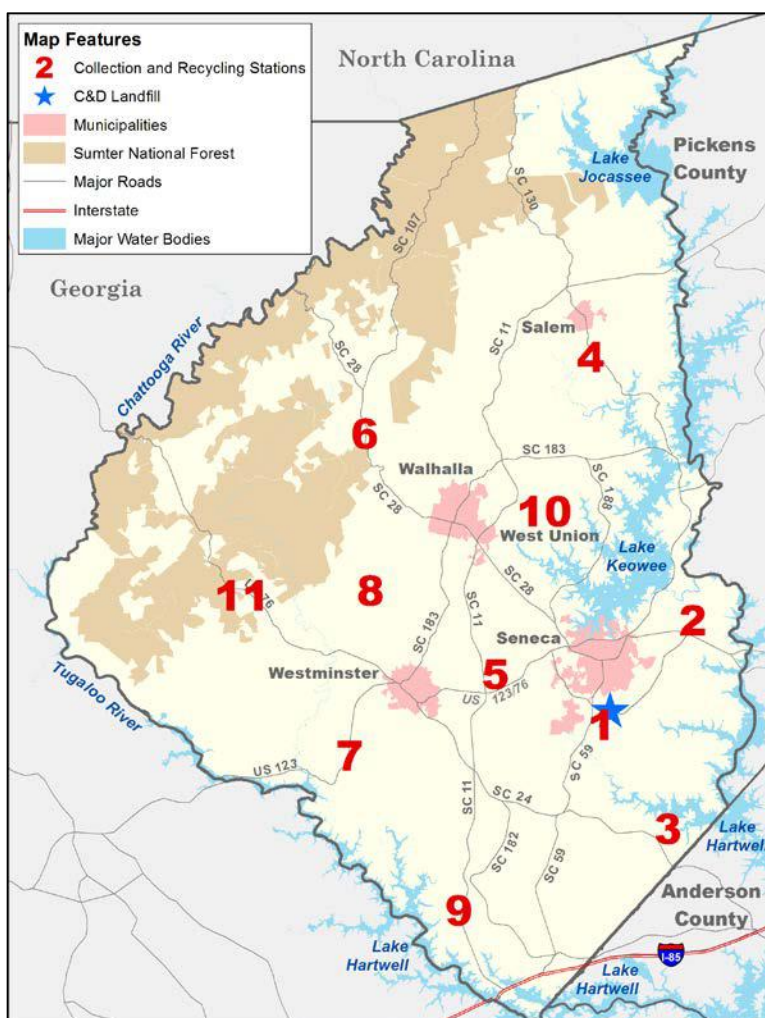 Map Features
2 Collection and Recycling Stations
C&D Landfill
Municipalities
Sumter National Forest
Major Roads
Interstate
Major Water Bodies
North Carolina
Pickens
County
Lake
Jocassee
SC 130
SC 107
Georgia
Chattooga River
SC 11
Salem
4
SC 28
6
Walhalla
SC 183
SC 188
SC 28
10
West Union
Lake
Keowee
11
US 76
8
SC 28
SC 183
SC 11
Seneca
2
Westminster
5
US 123/76
Tugaloo River
1
7
SC 59
US 123
SC 24
SC 11
3
Lake
Hartwell
SC 182
SC 59
Anderson
County
9
I-85
Lake
Hartwell
Lake
Hartwell